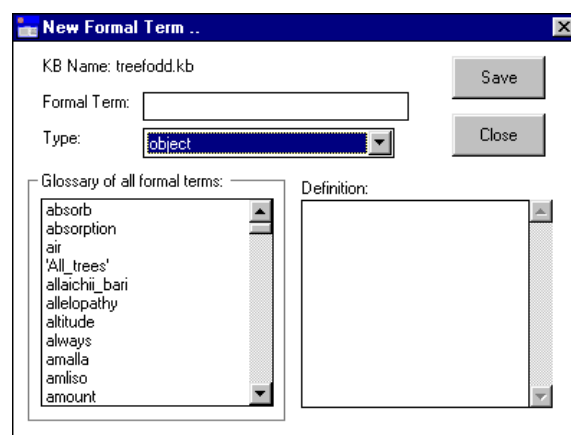 New Formal Term ..
KB Name: treefodd.kb
Save
Formal Term:
Type:
object
Close
Glossary of all formal terms:
absorb
absorption
air
'All_trees'
allaichii_bari
allelopathy
altitude
always
amalla
amliso
amount
Definition: